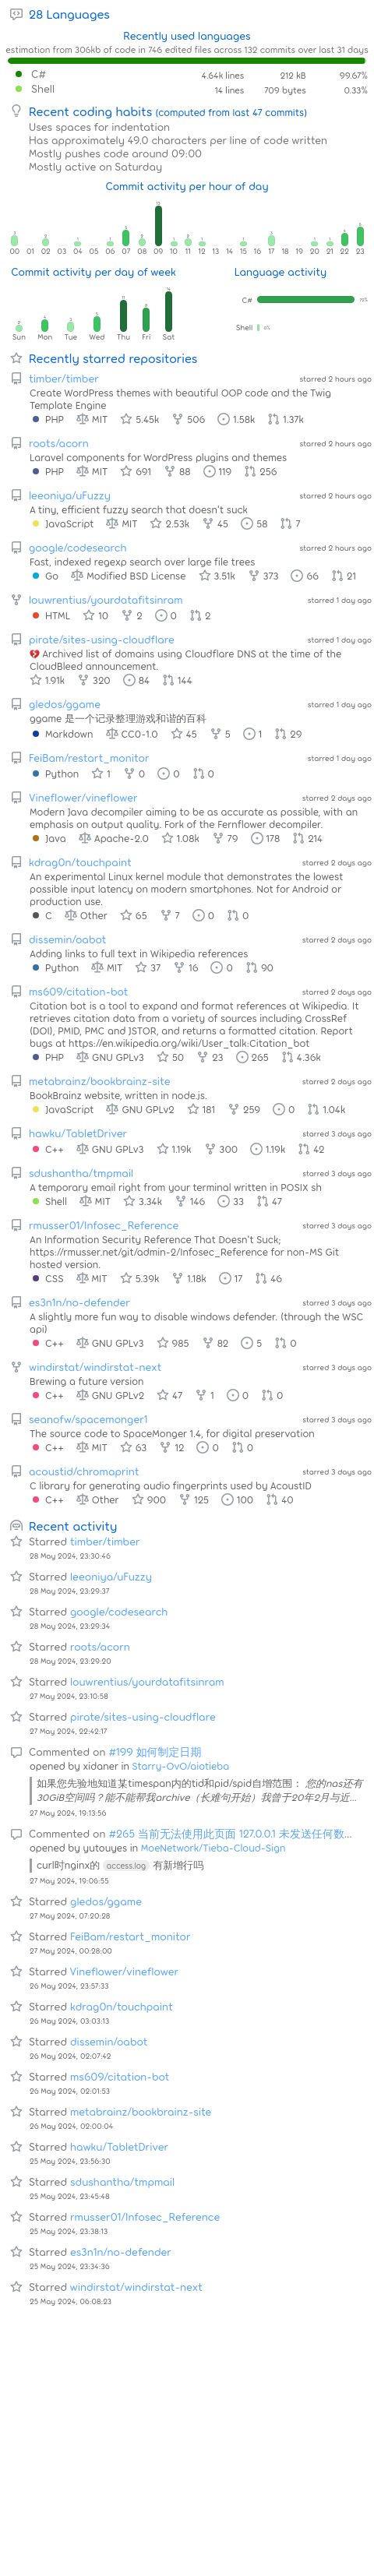 28 Languages
Recently used languages
estimation from 306kb of code in 746 edited files across 132 commits over last 31 days
C# 4.64k lines 212 kB 99.67%
Shell 14 lines 709 bytes 0.33%
Recent coding habits (computed from last 47 commits)
Uses spaces for indentation
Has approximately 49.0 characters per line of code written
Mostly pushes code around 09:00
Mostly active on Saturday
Commit activity per hour of day
00 01 02 03 04 05 06 07 08 09 10 11 12 13 14 15 16 17 18 19 20 21 22 23
Commit activity per day of week
Language activity
C#
Shell
Sun Mon Tue Wed Thu Fri Sat
Recently starred repositories
timber/timber starred 2 hours ago
Create WordPress themes with beautiful OOP code and the Twig
Template Engine
PHP MIT 5.45k 506 1.58k 1.37k
roots/acorn starred 2 hours ago
Laravel components for WordPress plugins and themes
PHP MIT 691 88 119 256
leeoniya/uFuzzy starred 2 hours ago
A tiny, efficient fuzzy search that doesn't suck
JavaScript MIT 2.53k 45 58 7
google/codesearch starred 2 hours ago
Fast, indexed regexp search over large file trees
Go Modified BSD License 3.51k 373 66 21
louwrentius/yourdatafitsinram starred 1 day ago
HTML 10 2 0 2
pirate/sites-using-cloudflare starred 1 day ago
💔 Archived list of domains using Cloudflare DNS at the time of the
CloudBleed announcement.
1.91k 320 84 144
gledos/ggame starred 1 day ago
ggame 是一个记录整理游戏和谐的百科
Markdown CC0-1.0 45 5 1 29
FeiBam/restart_monitor starred 1 day ago
Python 1 0 0 0
Vineflower/vineflower starred 2 days ago
Modern Java decompiler aiming to be as accurate as possible, with an
emphasis on output quality. Fork of the Fernflower decompiler.
Java Apache-2.0 1.08k 79 178 214
kdrag0n/touchpaint starred 2 days ago
An experimental Linux kernel module that demonstrates the lowest
possible input latency on modern smartphones. Not for Android or
production use.
C Other 65 7 0 0
dissemin/oabot starred 2 days ago
Adding links to full text in Wikipedia references
Python MIT 37 16 0 90
ms609/citation-bot starred 2 days ago
Citation bot is a tool to expand and format references at Wikipedia. It
retrieves citation data from a variety of sources including CrossRef
(DOI), PMID, PMC and JSTOR, and returns a formatted citation. Report
bugs at https://en.wikipedia.org/wiki/User_talk:Citation_bot
PHP GNU GPLv3 50 23 265 4.36k
metabrainz/bookbrainz-site starred 2 days ago
BookBrainz website, written in node.js.
JavaScript GNU GPLv2 181 259 0 1.04k
hawku/TabletDriver starred 3 days ago
C++ GNU GPLv3 1.19k 300 1.19k 42
sdushantha/tmpmail starred 3 days ago
A temporary email right from your terminal written in POSIX sh
Shell MIT 3.34k 146 33 47
rmusser01/Infosec_Reference starred 3 days ago
An Information Security Reference That Doesn't Suck;
https://rmusser.net/git/admin-2/Infosec_Reference for non-MS Git
hosted version.
CSS MIT 5.39k 1.18k 17 46
es3n1n/no-defender starred 3 days ago
A slightly more fun way to disable windows defender. (through the WSC
api)
C++ GNU GPLv3 985 82 5 0
windirstat/windirstat-next starred 3 days ago
Brewing a future version
C++ GNU GPLv2 47 1 0 0
seanofw/spacemonger1 starred 3 days ago
The source code to SpaceMonger 1.4, for digital preservation
C++ MIT 63 12 0 0
acoustid/chromaprint starred 3 days ago
C library for generating audio fingerprints used by AcoustID
C++ Other 900 125 100 40
Recent activity
Starred timber/timber
28 May 2024, 23:30:46
Starred leeoniya/uFuzzy
28 May 2024, 23:29:37
Starred google/codesearch
28 May 2024, 23:29:34
Starred roots/acorn
28 May 2024, 23:29:20
Starred louwrentius/yourdatafitsinram
27 May 2024, 23:10:58
Starred pirate/sites-using-cloudflare
27 May 2024, 22:42:17
Commented on #199 如何制定日期
opened by xidaner in Starry-OvO/aiotieba
如果您先验地知道某timespan内的tid和pid/spid自增范围： 您的nas还有
30GiB空间吗？能不能帮我archive（长难句开始）我曾于20年2月与近...
27 May 2024, 19:13:56
Commented on #265 当前无法使用此页面 127.0.0.1 未发送任何数...
opened by yutouyes in MoeNetwork/Tieba-Cloud-Sign
curl时nginx的 access.log 有新增行吗
27 May 2024, 19:06:55
Starred gledos/ggame
27 May 2024, 07:20:28
Starred FeiBam/restart_monitor
27 May 2024, 00:28:00
Starred Vineflower/vineflower
26 May 2024, 23:57:33
Starred kdrag0n/touchpaint
26 May 2024, 03:03:13
Starred dissemin/oabot
26 May 2024, 02:07:42
Starred ms609/citation-bot
26 May 2024, 02:01:53
Starred metabrainz/bookbrainz-site
26 May 2024, 02:00:04
Starred hawku/TabletDriver
25 May 2024, 23:56:30
Starred sdushantha/tmpmail
25 May 2024, 23:45:48
Starred rmusser01/Infosec_Reference
25 May 2024, 23:38:13
Starred es3n1n/no-defender
25 May 2024, 23:34:36
Starred windirstat/windirstat-next
25 May 2024, 06:08:23